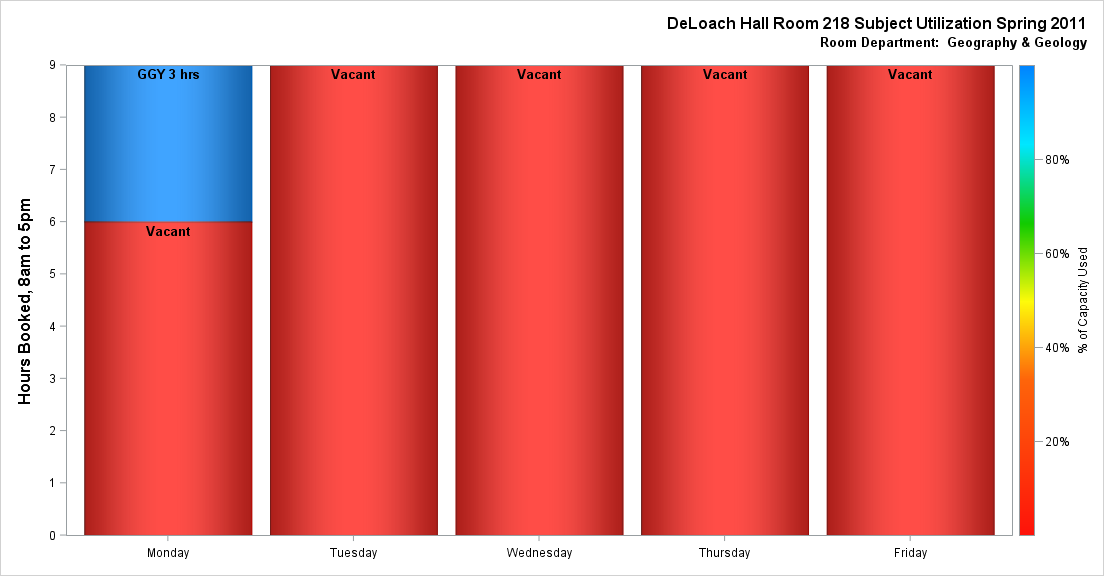 DeLoach Hall Room 218 Subject Utilization Spring 2011
Room Department: Geography & Geology
Hours Booked, 8am to 5pm
9
8
7
6
5
4
3
2
1
0
GGY 3 hrs
Vacant
Vacant
Vacant
Vacant
Vacant
Monday
Tuesday
Wednesday
Thursday
Friday
80%
60%
40%
20%
% of Capacity Used